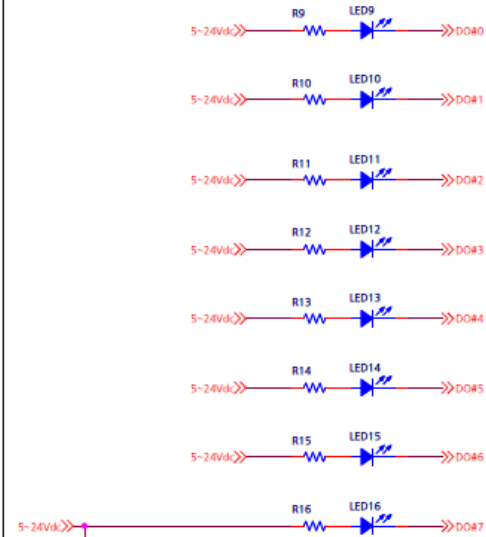 R9 LED9
5~24Vdc DO#0
R10 LED10
5~24Vdc DO#1
R11 LED11
5~24Vdc DO#2
R12 LED12
5~24Vdc DO#3
R13 LED13
5~24Vdc DO#4
R14 LED14
5~24Vdc DO#5
R15 LED15
5~24Vdc DO#6
R16 LED16
5~24Vdc DO#7